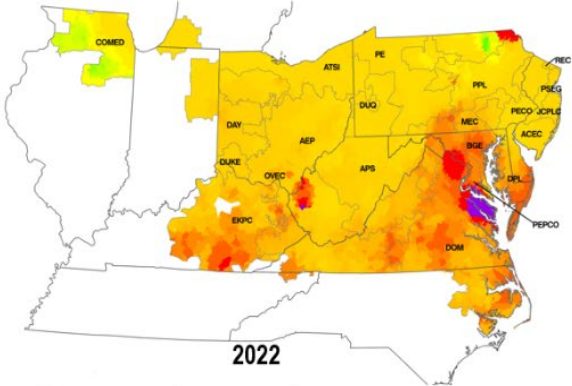 COMED
PE
ATSI
REC
PPL
PSEG
DUQ
PECO
JCPLC
MEC
DAY
AEP
ACEC
BGE
DUKE
APS
OVEC
DPL
EKPC
PEPCO
DOM
2022